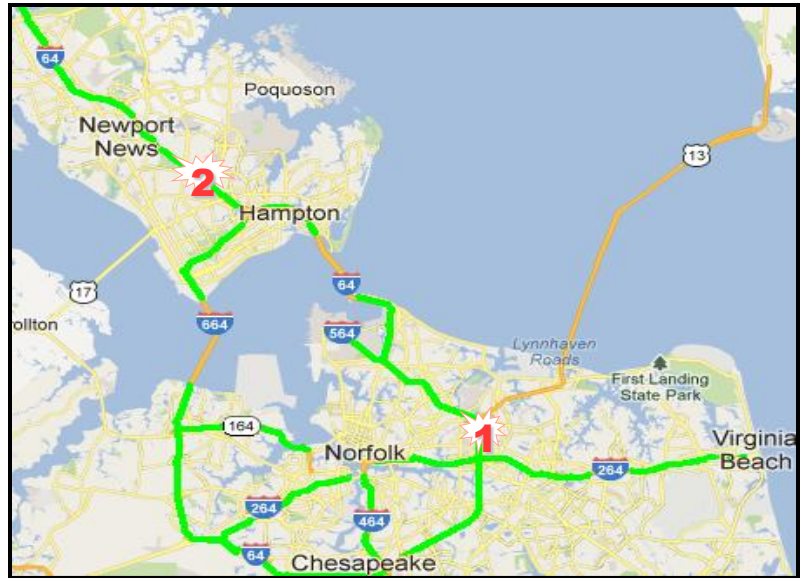 64
Poquoson
Newport
News
13
2
Hampton
64
17
664
564
ollton
Lynnhaven
Roads
First Landing
State Park
164
1
Norfolk
Virginia
Beach
264
264
464
64
Chesapeake